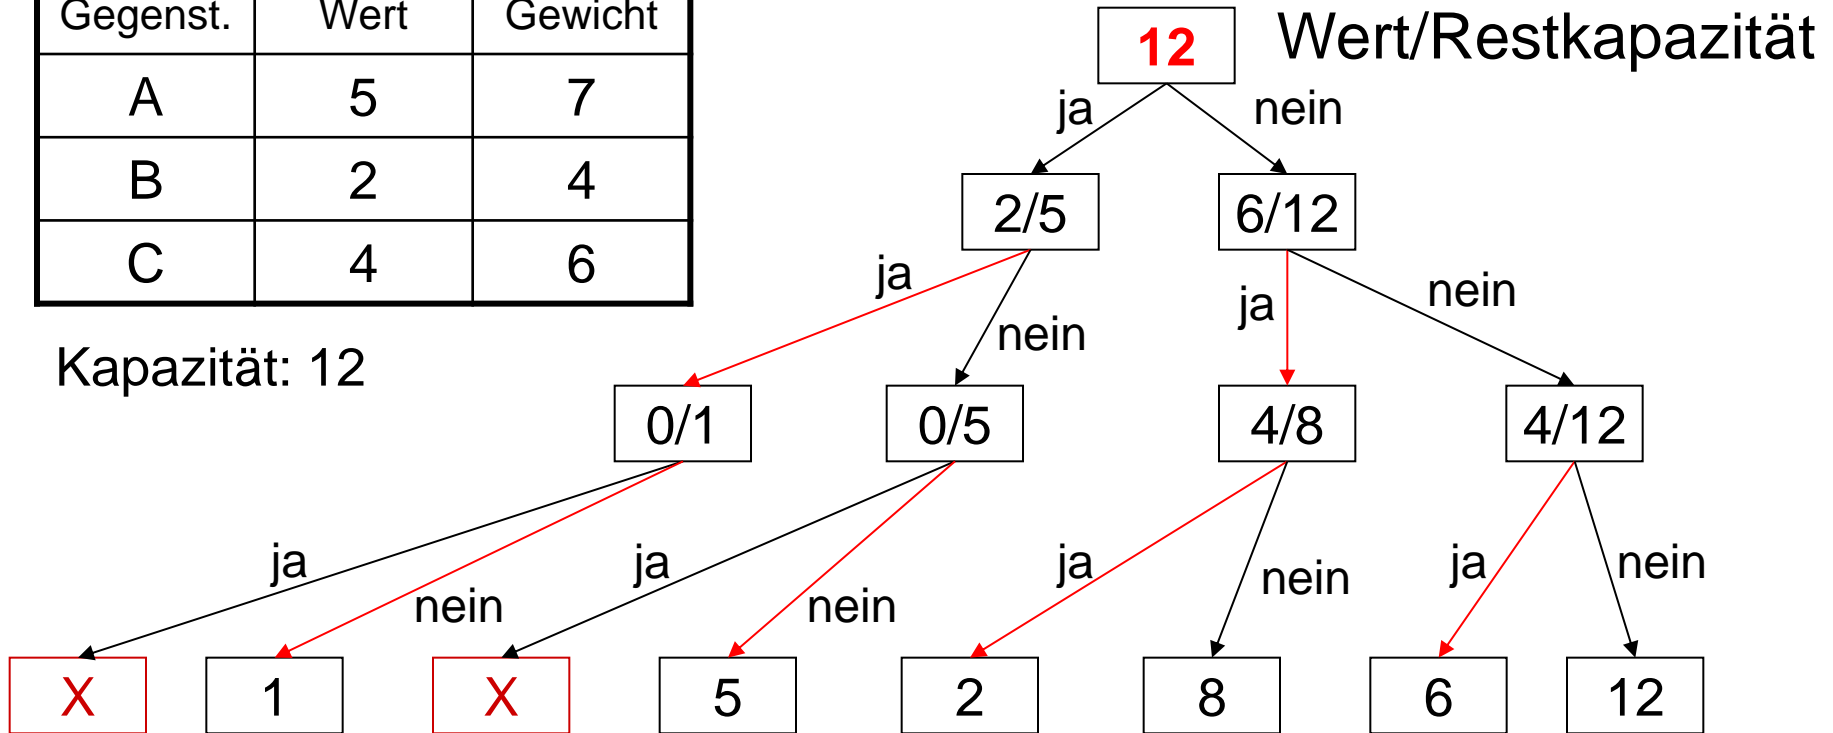 Gegenst. Wert Gewicht
A 5 7
B 2 4
C 4 6
Kapazität: 12
Wert/Restkapazität
12
ja nein
2/5 6/12
ja nein ja nein
0/1 0/5 4/8 4/12
ja nein ja nein ja nein ja nein
X 1 X 5 2 8 6 12